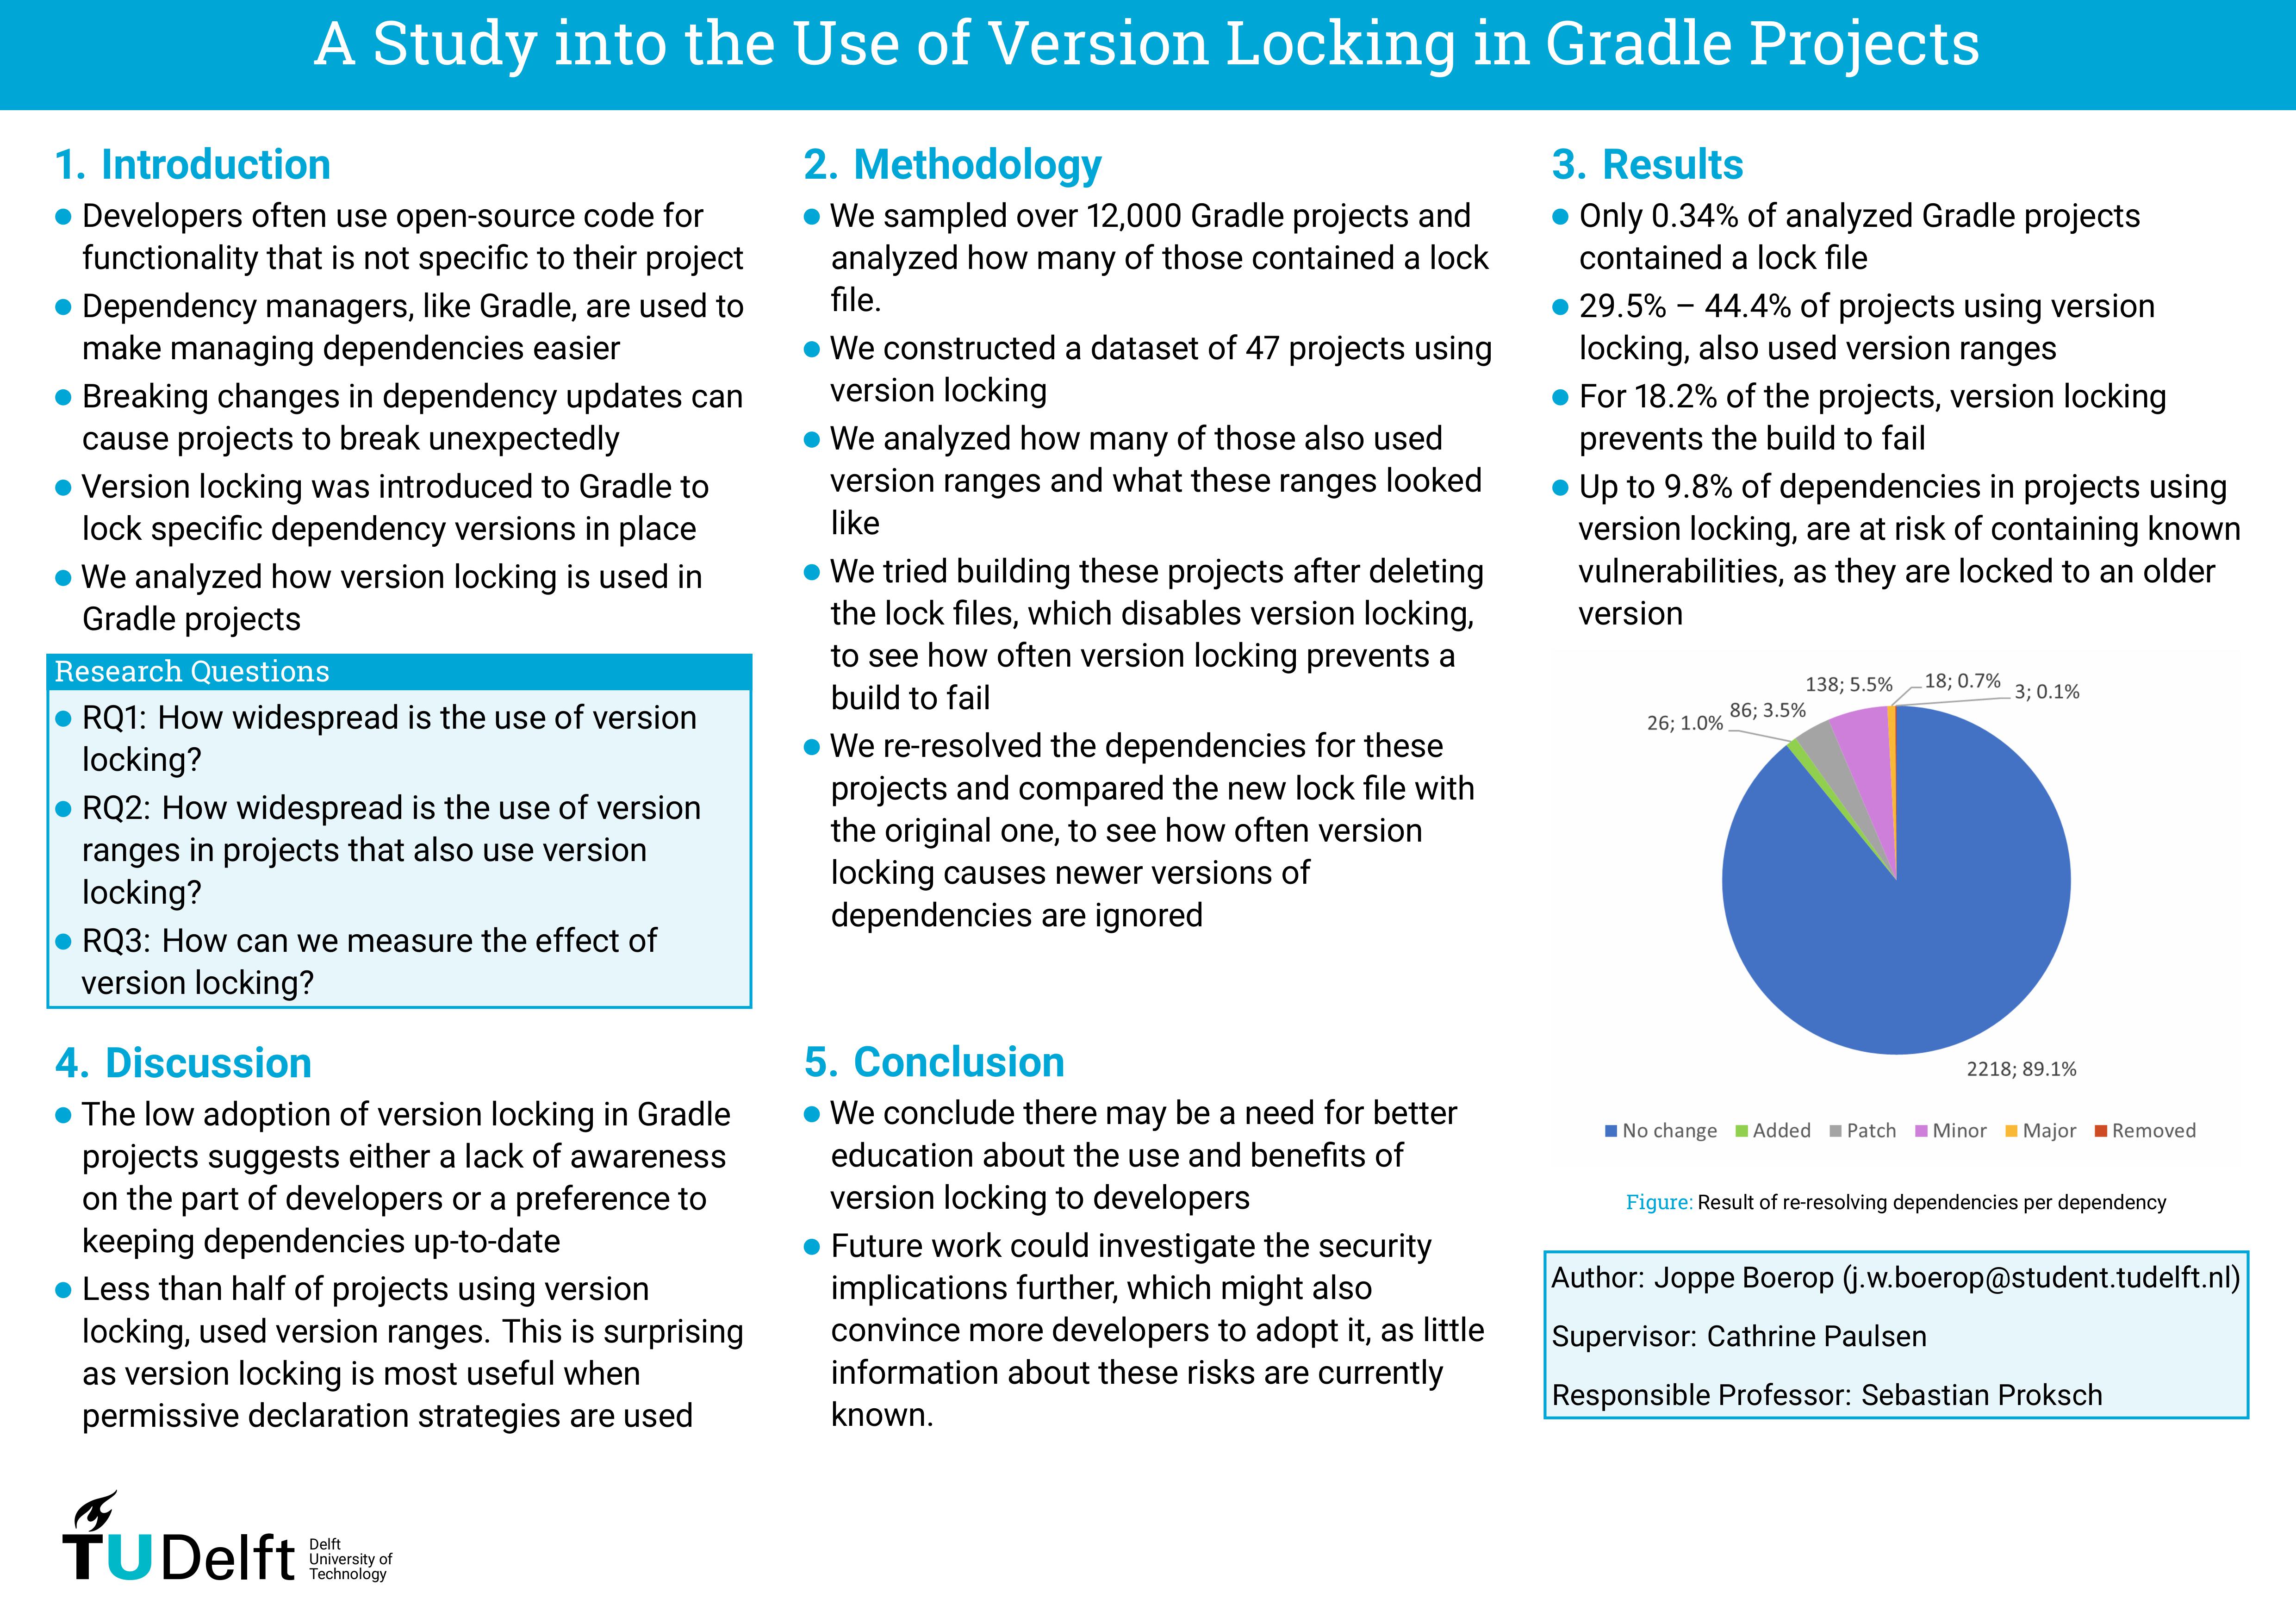 A Study into the Use of Version Locking in Gradle Projects
1. Introduction
Developers often use open-source code for
functionality that is not specific to their project
Dependency managers, like Gradle, are used to
make managing dependencies easier
Breaking changes in dependency updates can
cause projects to break unexpectedly
Version locking was introduced to Gradle to
lock specific dependency versions in place
We analyzed how version locking is used in
Gradle projects
Research Questions
RQ1: How widespread is the use of version
locking?
RQ2: How widespread is the use of version
ranges in projects that also use version
locking?
RQ3: How can we measure the effect of
version locking?
2. Methodology
We sampled over 12,000 Gradle projects and
analyzed how many of those contained a lock
file.
We constructed a dataset of 47 projects using
version locking
We analyzed how many of those also used
version ranges and what these ranges looked
like
We tried building these projects after deleting
the lock files, which disables version locking,
to see how often version locking prevents a
build to fail
We re-resolved the dependencies for these
projects and compared the new lock file with
the original one, to see how often version
locking causes newer versions of
dependencies are ignored
3. Results
Only 0.34% of analyzed Gradle projects
contained a lock file
29.5% – 44.4% of projects using version
locking, also used version ranges
For 18.2% of the projects, version locking
prevents the build to fail
Up to 9.8% of dependencies in projects using
version locking, are at risk of containing known
vulnerabilities, as they are locked to an older
version
26; 1.0%
86; 3.5%
138; 5.5%
18; 0.7%
3; 0.1%
2218; 89.1%
No change Added Patch Minor Major Removed
Figure: Result of re-resolving dependencies per dependency
4. Discussion
The low adoption of version locking in Gradle
projects suggests either a lack of awareness
on the part of developers or a preference to
keeping dependencies up-to-date
Less than half of projects using version
locking, used version ranges. This is surprising
as version locking is most useful when
permissive declaration strategies are used
5. Conclusion
We conclude there may be a need for better
education about the use and benefits of
version locking to developers
Future work could investigate the security
implications further, which might also
convince more developers to adopt it, as little
information about these risks are currently
known.
Author: Joppe Boerop (j.w.boerop@student.tudelft.nl)
Supervisor: Cathrine Paulsen
Responsible Professor: Sebastian Proksch
TU Delft
Delft
University of
Technology